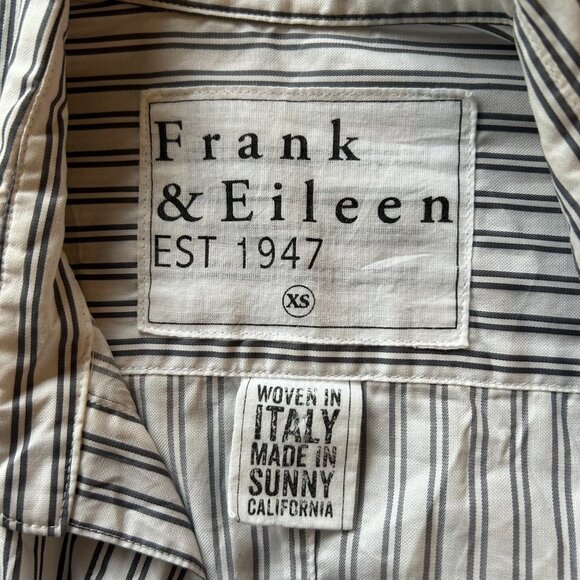 Frank
& Eileen
EST 1947
XS
WOVEN IN
ITALY
MADE IN
SUNNY
CALIFORNIA